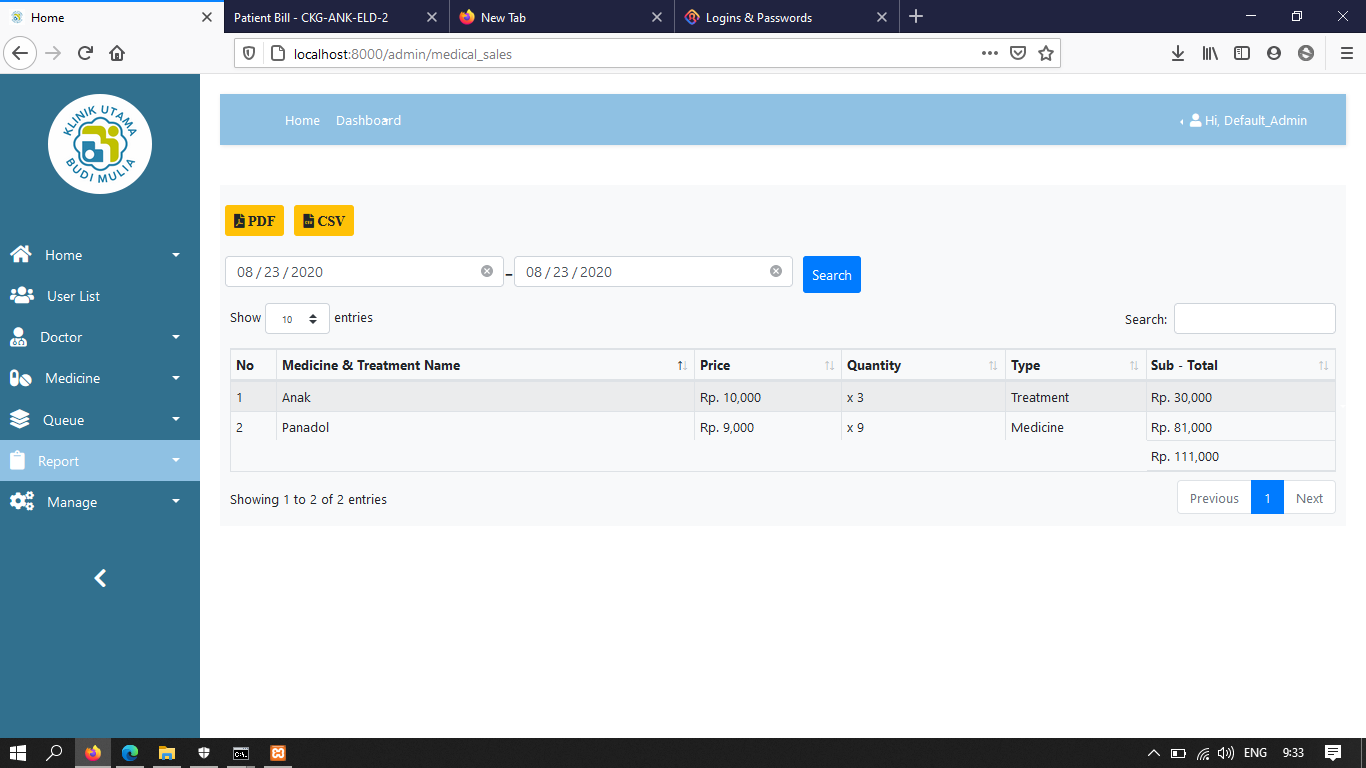 Home
Patient Bill - CKG-ANK-ELD-2
New Tab
Logins & Passwords
localhost:8000/admin/medical_sales
KLINIK UTAMA
BUDI MULIA
Home
Dashboard
Hi, Default_Admin
Home
User List
Doctor
Medicine
Queue
Report
Manage
PDF
CSV
08 / 23 / 2020 – 08 / 23 / 2020 Search
Show 10 entries
Search:
No Medicine & Treatment Name Price Quantity Type Sub - Total
1 Anak Rp. 10,000 x 3 Treatment Rp. 30,000
2 Panadol Rp. 9,000 x 9 Medicine Rp. 81,000
Rp. 111,000
Showing 1 to 2 of 2 entries
Previous 1 Next
ENG 9:33